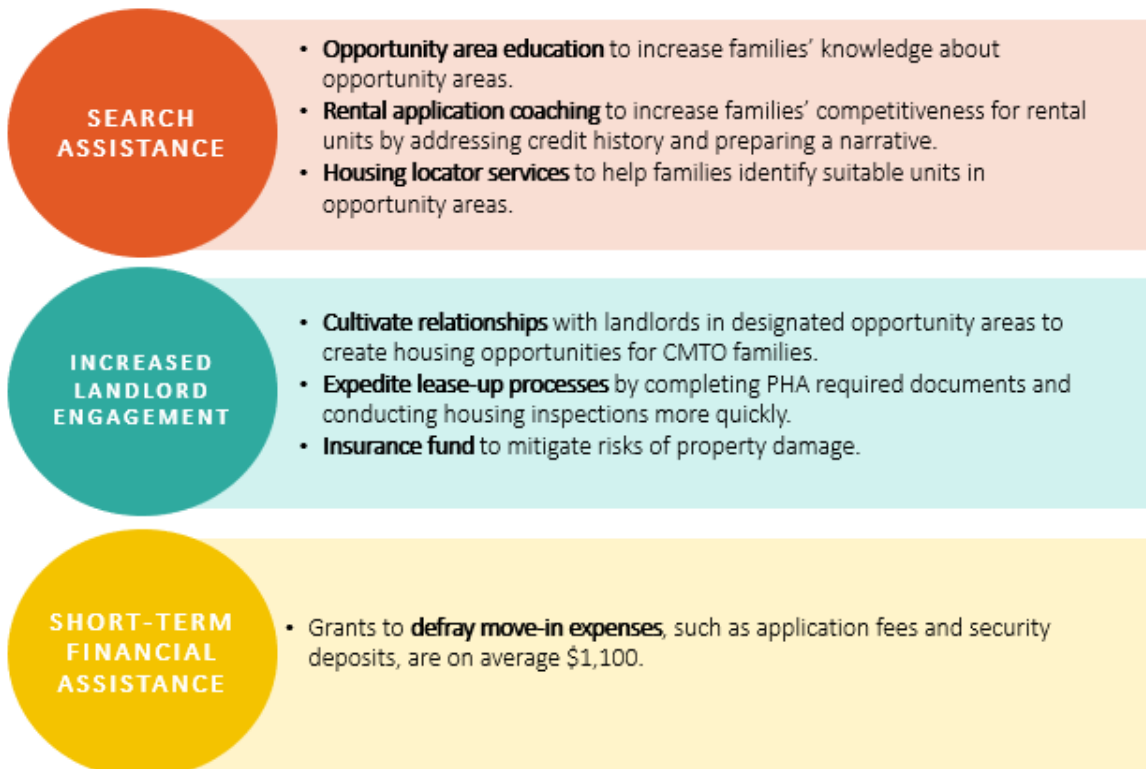 SEARCH
ASSISTANCE
• Opportunity area education to increase families’ knowledge about
opportunity areas.
• Rental application coaching to increase families’ competitiveness for rental
units by addressing credit history and preparing a narrative.
• Housing locator services to help families identify suitable units in
opportunity areas.
INCREASED
LANDLORD
ENGAGEMENT
• Cultivate relationships with landlords in designated opportunity areas to
create housing opportunities for CMTO families.
• Expedite lease-up processes by completing PHA required documents and
conducting housing inspections more quickly.
• Insurance fund to mitigate risks of property damage.
SHORT-TERM
FINANCIAL
ASSISTANCE
• Grants to defray move-in expenses, such as application fees and security
deposits, are on average $1,100.